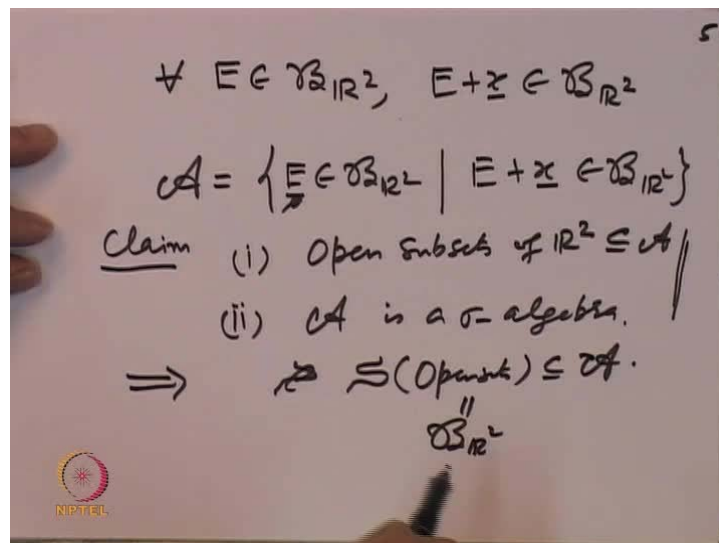 5
∀ E ∈ 𝓑_ℝ², E + x ∈ 𝓑_ℝ²
𝒜 = { E ∈ 𝓑_ℝ² | E + x ∈ 𝓑_ℝ² }
Claim (i) Open subsets of ℝ² ⊆ 𝒜
(ii) 𝒜 is a σ-algebra.
⟹ S(Opensets) ⊆ 𝒜.
||
𝓑_ℝ²
NPTEL